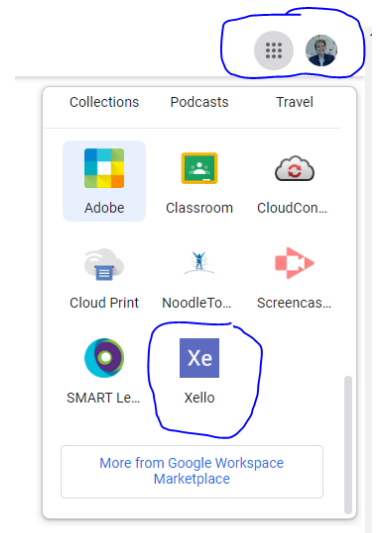 Collections Podcasts Travel
Adobe Classroom CloudCon...
Cloud Print NoodleTo... Screencas...
Xe
SMART Le... Xello
More from Google Workspace
Marketplace